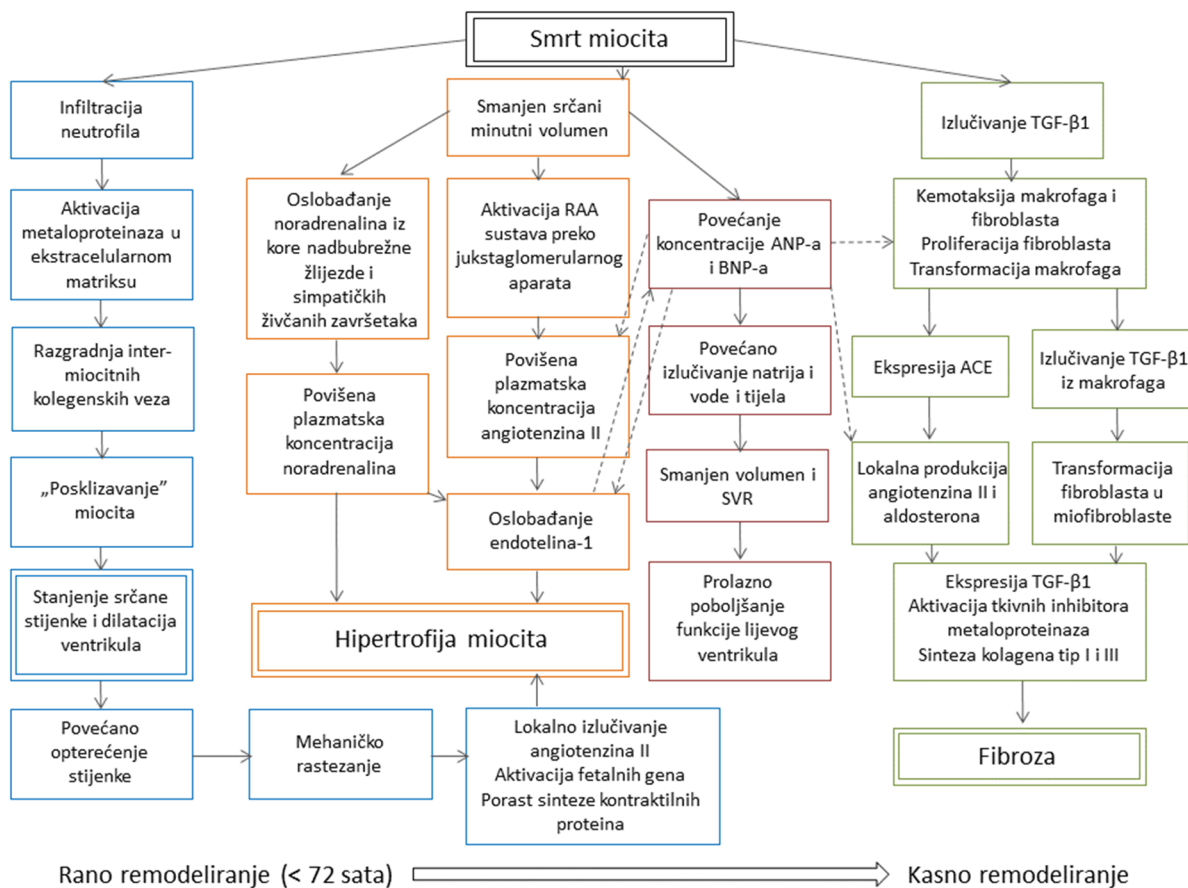 Smrt miocita
Infiltracija
neutrofila
Aktivacija
metaloproteinaza u
ekstracelularnom
matriksu
Razgradnja inter-
miocitnih
kolegenskih veza
„Posklizavanje”
miocita
Stanjenje srčane
stijenke i dilatacija
ventrikula
Povećano
opterećenje
stijenke
Mehaničko
rastezanje
Lokalno izlučivanje
angiotenzina II
Aktivacija fetalnih gena
Porast sinteze kontraktilnih
proteina
Smanjen srčani
minutni volumen
Oslobađanje
noradrenalina iz
kore nadbubrežne
žlijezde i
simpatičkih
živčanih završetaka
Povišena
plazmatska
koncentracija
noradrenalina
Aktivacija RAA
sustava preko
jukstaglomerularnog
aparata
Povišena
plazmatska
koncentracija
angiotenzina II
Oslobađanje
endotelina-1
Hipertrofija miocita
Povećanje
koncentracije ANP-a
i BNP-a
Povećano
izlučivanje natrija i
vode i tijela
Smanjen volumen i
SVR
Prolazno
poboljšanje
funkcije lijevog
ventrikula
Izlučivanje TGF-β1
Kemotaksija makrofaga i
fibroblasta
Proliferacija fibroblasta
Transformacija makrofaga
Ekspresija ACE
Lokalna produkcija
angiotenzina II i
aldosterona
Izlučivanje TGF-β1
iz makrofaga
Transformacija
fibroblasta u
miofibroblaste
Ekspresija TGF-β1
Aktivacija tkivnih inhibitora
metaloproteinaza
Sinteza kolagena tip I i III
Fibroza
Rano remodeliranje (< 72 sata)
Kasno remodeliranje